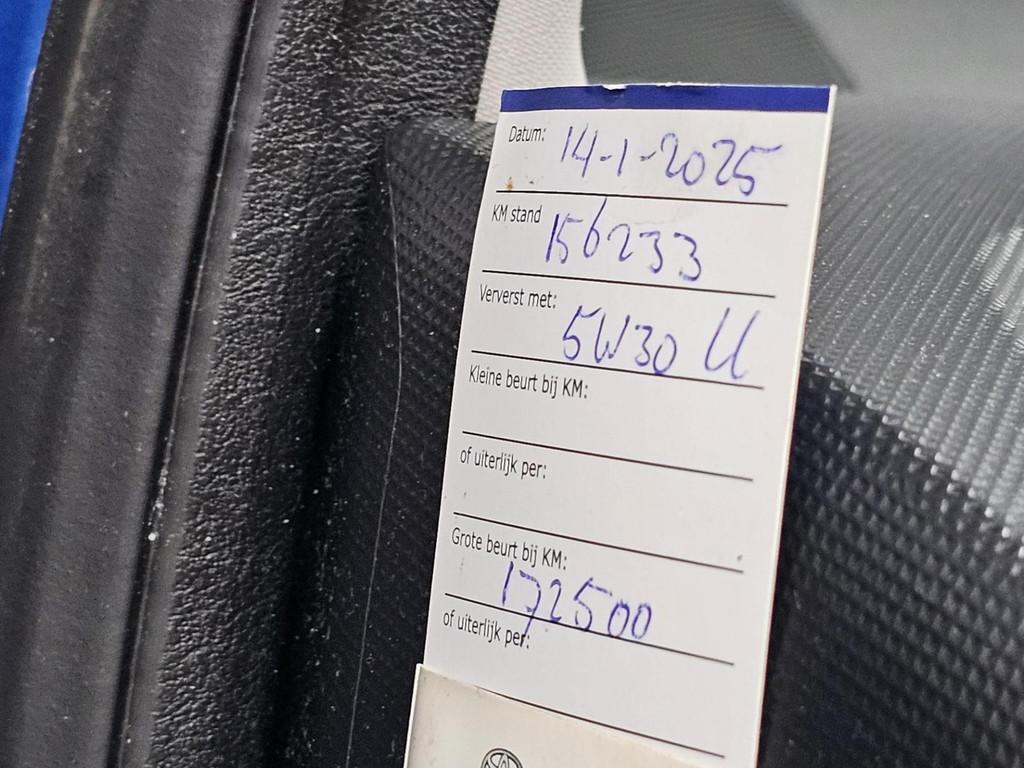 Datum: 14-1-2025
KM stand 156233
Ververst met: 5W30 U
Kleine beurt bij KM:
of uiterlijk per:
Grote beurt bij KM:
172500
of uiterlijk per: